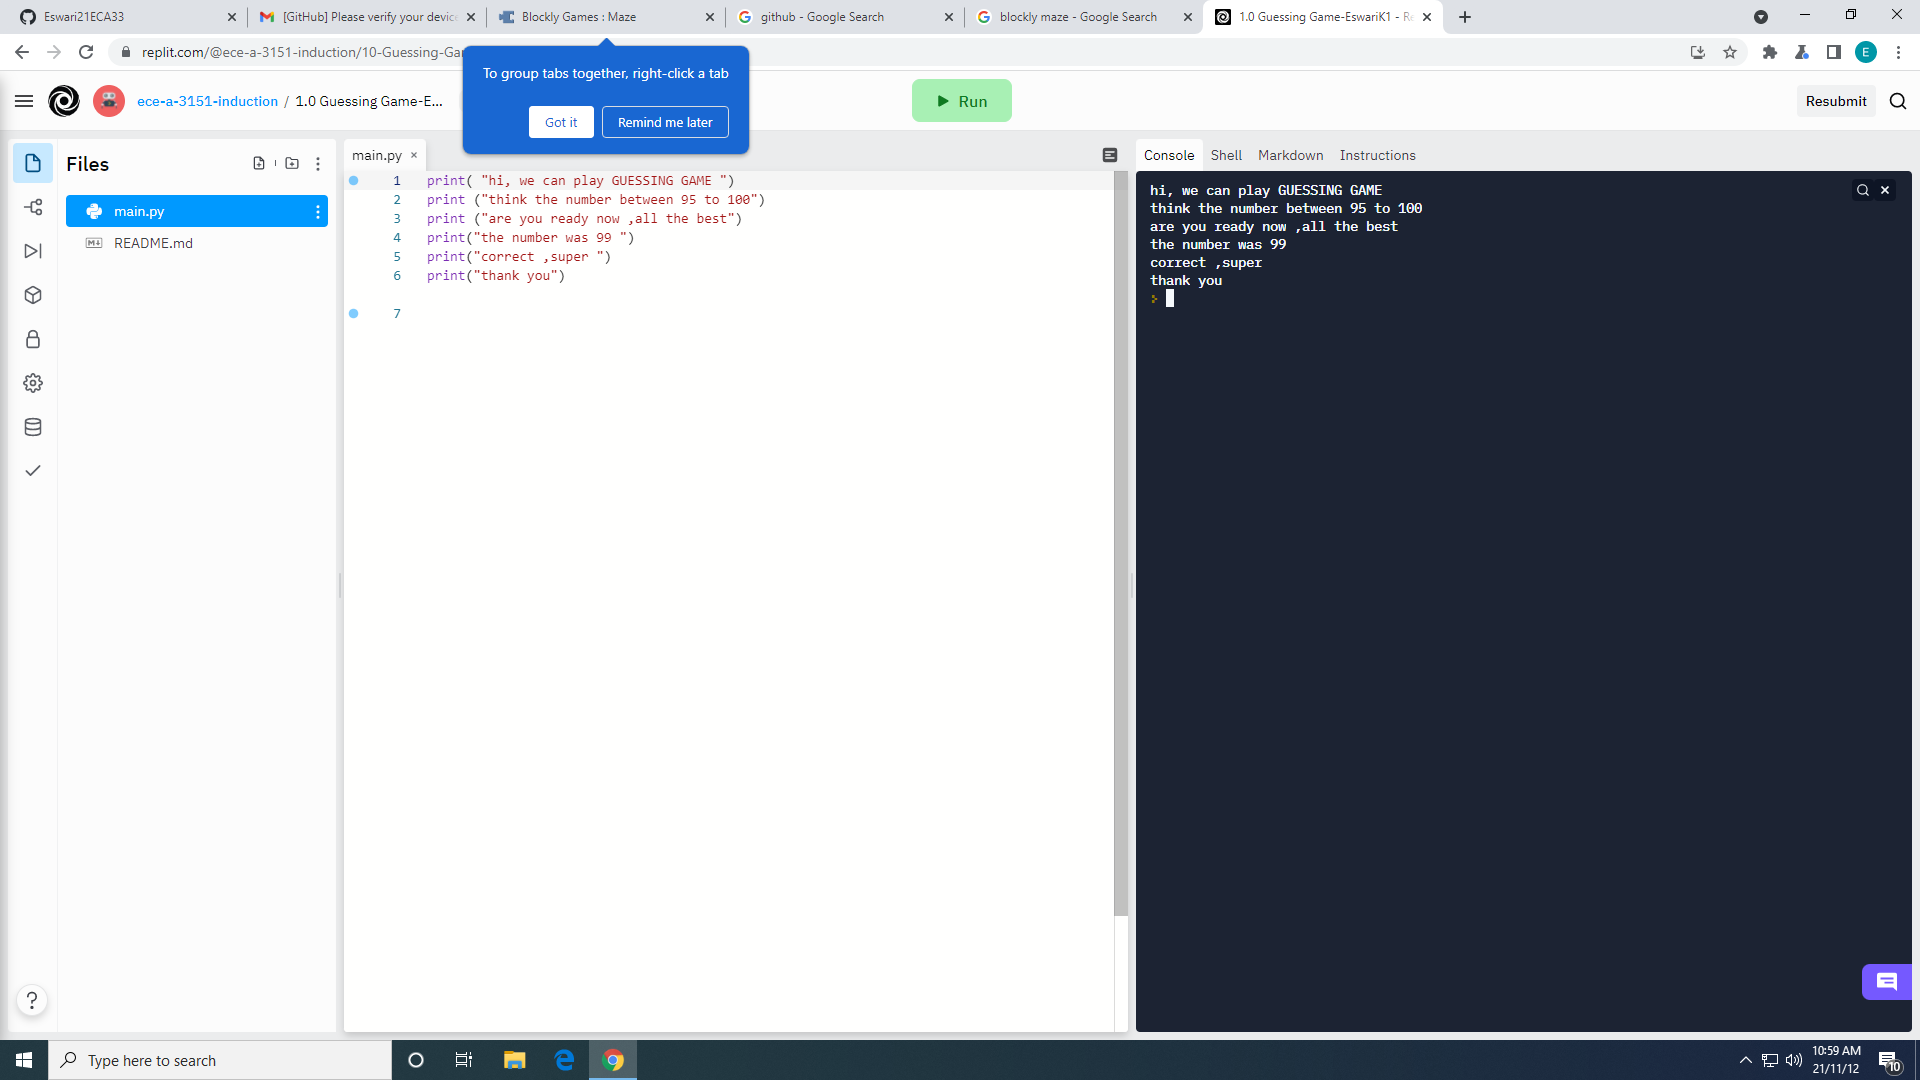 Eswari21ECA33
[GitHub] Please verify your device
Blockly Games : Maze
github - Google Search
blockly maze - Google Search
1.0 Guessing Game-EswariK1 - Re
replit.com/@ece-a-3151-induction/10-Guessing-Ga
E
To group tabs together, right-click a tab
Got it
Remind me later
ece-a-3151-induction / 1.0 Guessing Game-E...
Run
Resubmit
Files
main.py
README.md
main.py
1 print( "hi, we can play GUESSING GAME ")
2 print ("think the number between 95 to 100")
3 print ("are you ready now ,all the best")
4 print("the number was 99 ")
5 print("correct ,super ")
6 print("thank you")
7
Console Shell Markdown Instructions
hi, we can play GUESSING GAME
think the number between 95 to 100
are you ready now ,all the best
the number was 99
correct ,super
thank you
?
Type here to search
10:59 AM
21/11/12
10